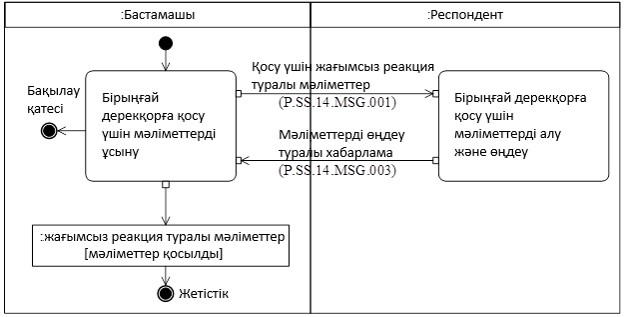 :Бастамашы
:Респондент
Қосу үшін жағымсыз реакция
туралы мәліметтер
(P.SS.14.MSG.001)
Бақылау
қатесі
Бірыңғай
дерекқорға қосу
үшін мәліметтерді
ұсыну
Бірыңғай дерекқорға
қосу үшін
мәліметтерді алу
және өңдеу
Мәліметтерді өңдеу
туралы хабарлама
(P.SS.14.MSG.003)
:жағымсыз реакция туралы мәліметтер
[мәліметтер қосылды]
Жетістік